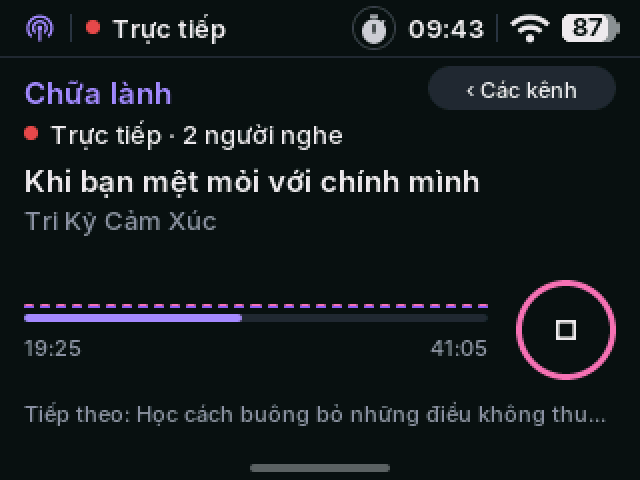 Trực tiếp 09:43 87
Chữa lành ‹ Các kênh
Trực tiếp · 2 người nghe
Khi bạn mệt mỏi với chính mình
Tri Kỷ Cảm Xúc
19:25 41:05
Tiếp theo: Học cách buông bỏ những điều không thu...